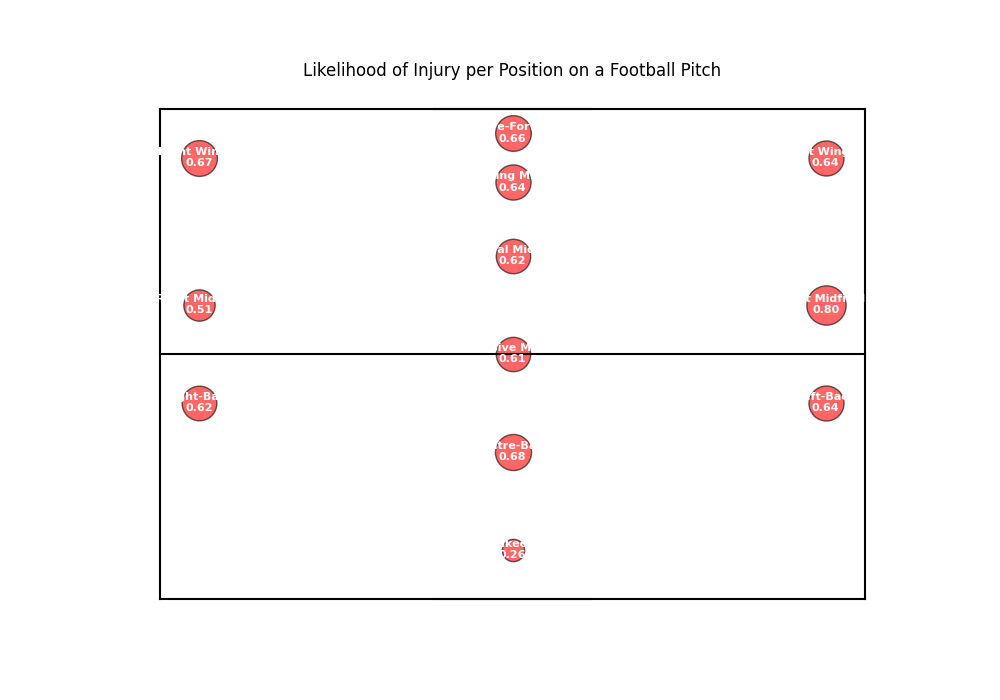 Likelihood of Injury per Position on a Football Pitch
e-For
0.66
ht Win
0.67
t Wing
0.64
ing M
0.64
al Mid
0.62
t Mid
0.51
t Midfi
0.80
ive M
0.61
ht-Ba
0.62
ft-Ba
0.64
tre-Ba
0.68
kee
0.26